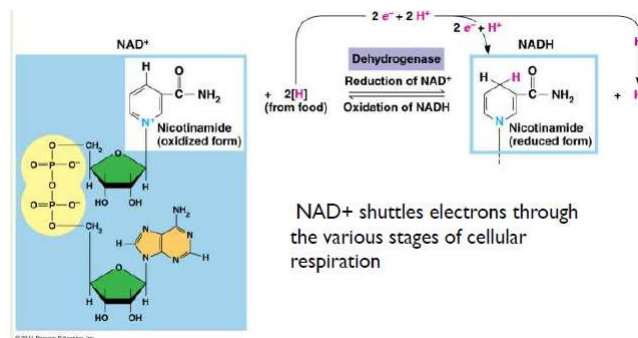 2 e⁻ + 2 H⁺
2 e⁻ + H⁺
NAD⁺
NADH
Dehydrogenase
Reduction of NAD⁺
Oxidation of NADH
+ 2[H]
(from food)
H
O
C
NH₂
N⁺
Nicotinamide
(oxidized form)
H H
O
C
NH₂
N
Nicotinamide
(reduced form)
+ H
O
CH₂
O
O P O⁻
O
O P O⁻
O
H H
HO OH
CH₂
NH₂
N N
H
N N
H
O
H H
HO OH
NAD+ shuttles electrons through
the various stages of cellular
respiration